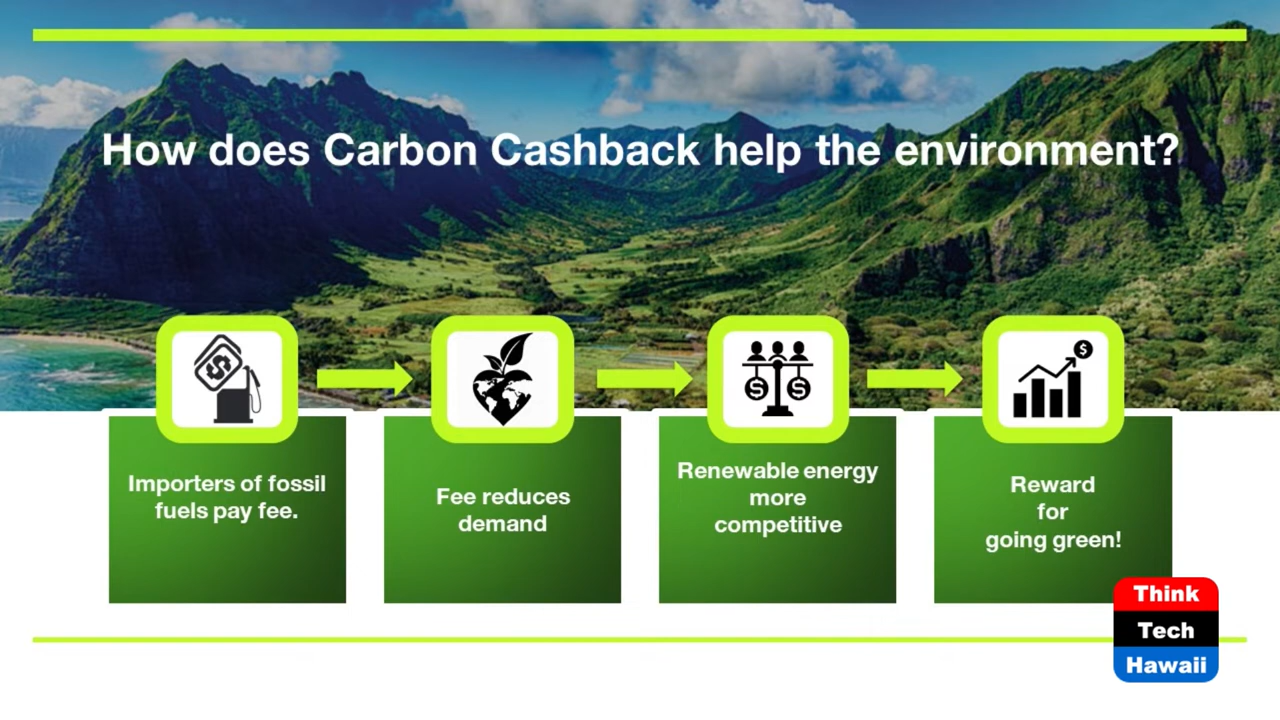 How does Carbon Cashback help the environment?
Importers of fossil
fuels pay fee.
Fee reduces
demand
Renewable energy
more
competitive
Reward
for
going green!
Think
Tech
Hawaii